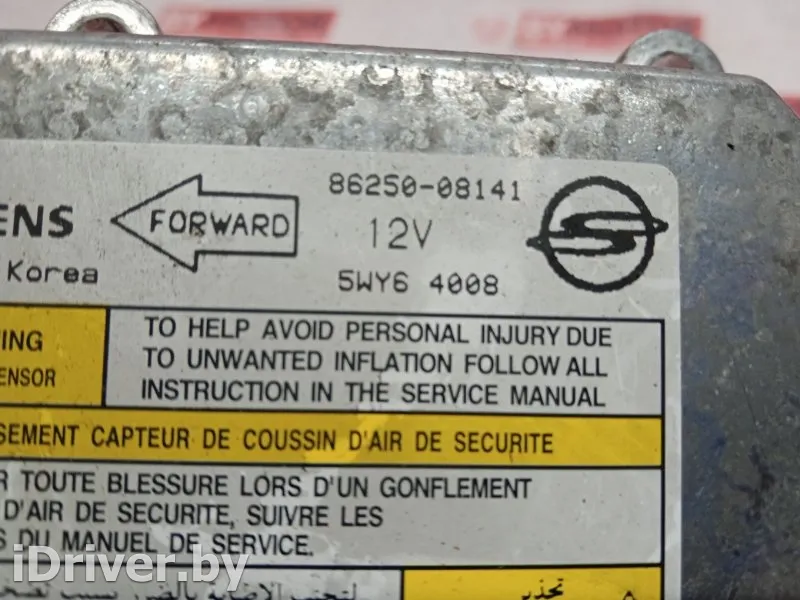 86250-08141
ENS FORWARD 12V
Korea 5WY6 4008
ING TO HELP AVOID PERSONAL INJURY DUE
ENSOR TO UNWANTED INFLATION FOLLOW ALL
INSTRUCTION IN THE SERVICE MANUAL
SEMENT CAPTEUR DE COUSSIN D'AIR DE SECURITE
R TOUTE BLESSURE LORS D'UN GONFLEMENT
D'AIR DE SECURITE, SUIVRE LES
S DU MANUEL DE SERVICE.
iDriver.by
تحذير